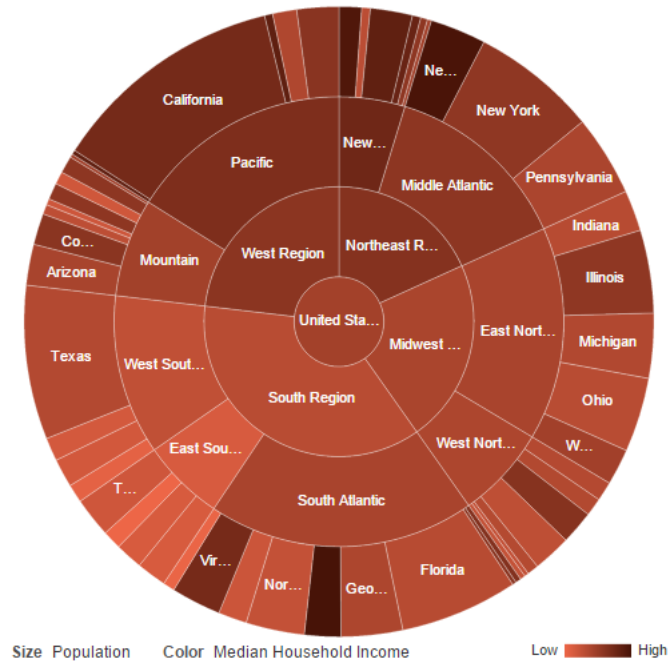 California
Ne...
New York
Pacific
New...
Middle Atlantic
Pennsylvania
Indiana
West Region
Northeast R...
Co...
Mountain
Arizona
Illinois
United Sta...
East Nort...
Midwest ...
Texas
West Sout...
Michigan
South Region
Ohio
East Sou...
West Nort...
W...
T...
South Atlantic
Vir...
Nor...
Geo...
Florida
Size Population Color Median Household Income Low High